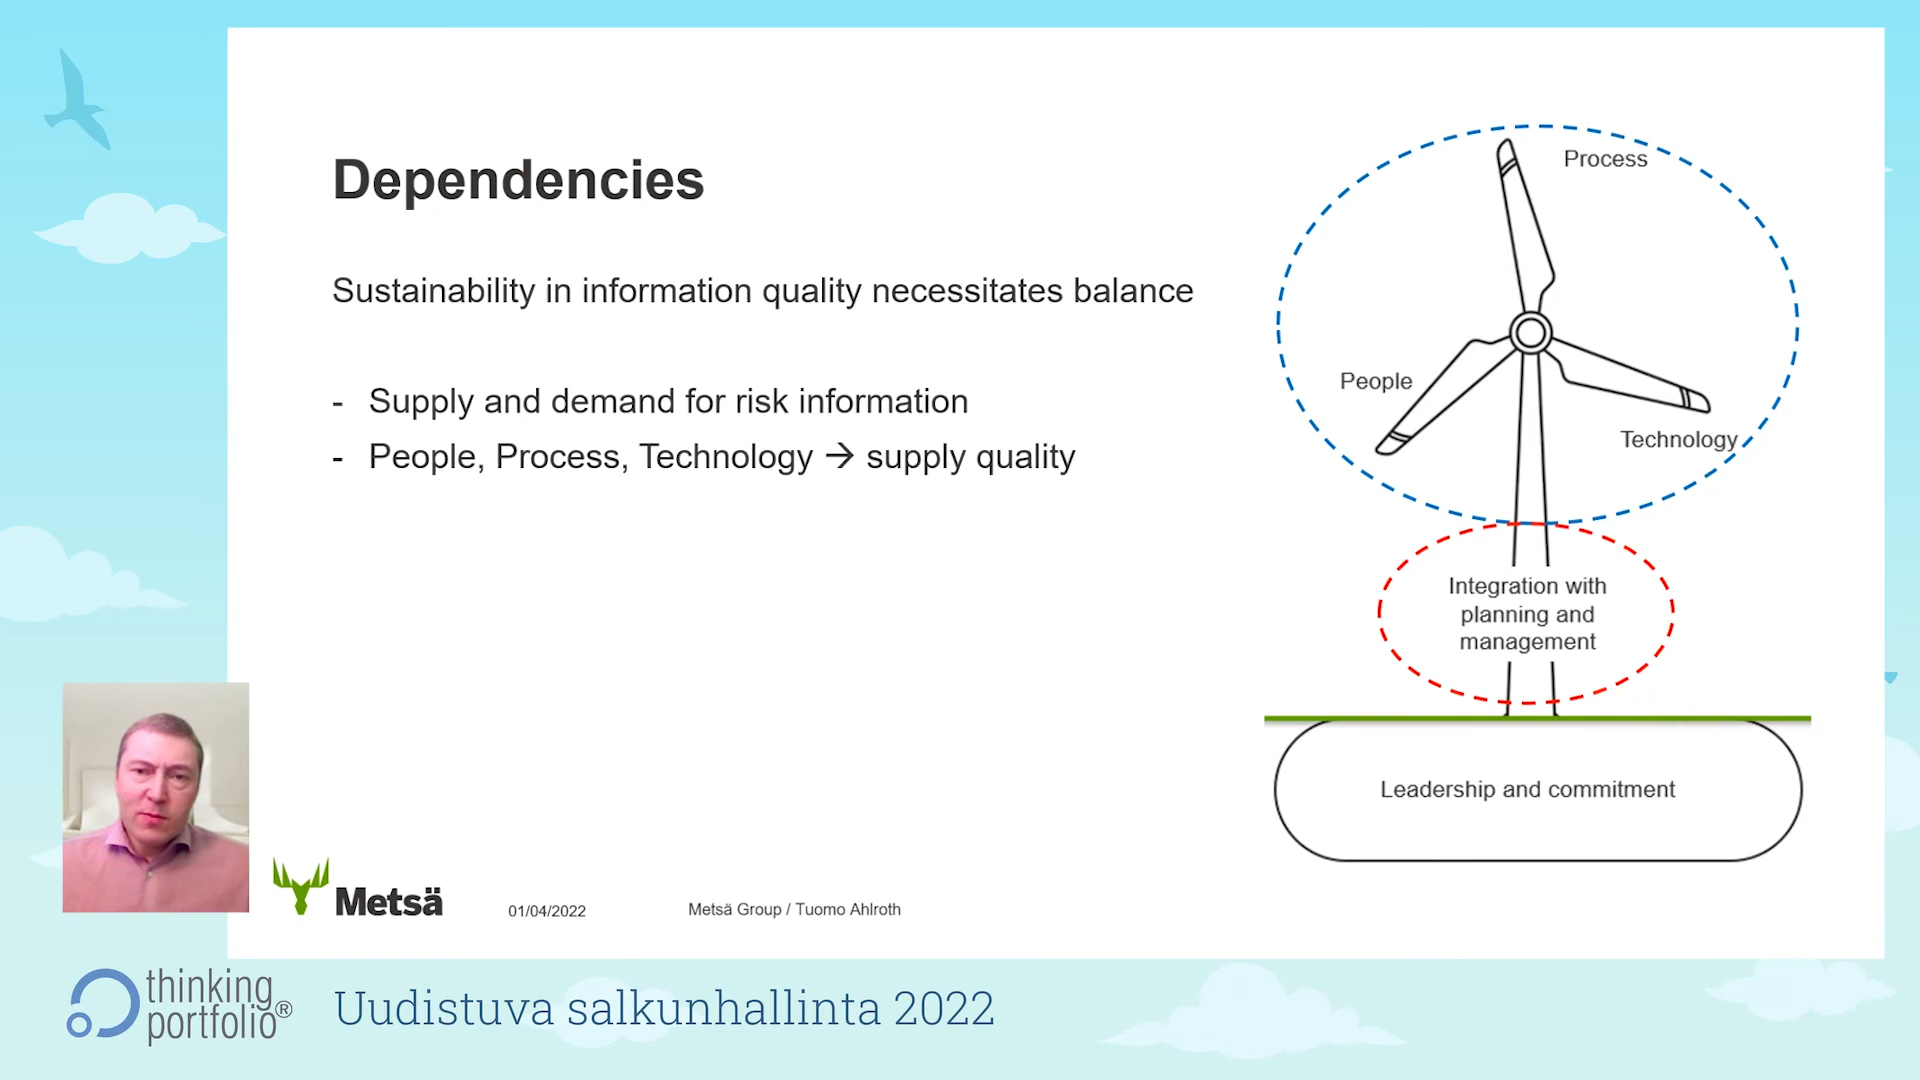 Dependencies
Sustainability in information quality necessitates balance
- Supply and demand for risk information
- People, Process, Technology → supply quality
Process
People
Technology
Integration with
planning and
management
Leadership and commitment
Metsä
01/04/2022
Metsä Group / Tuomo Ahlroth
thinking
portfolio®
Uudistuva salkunhallinta 2022